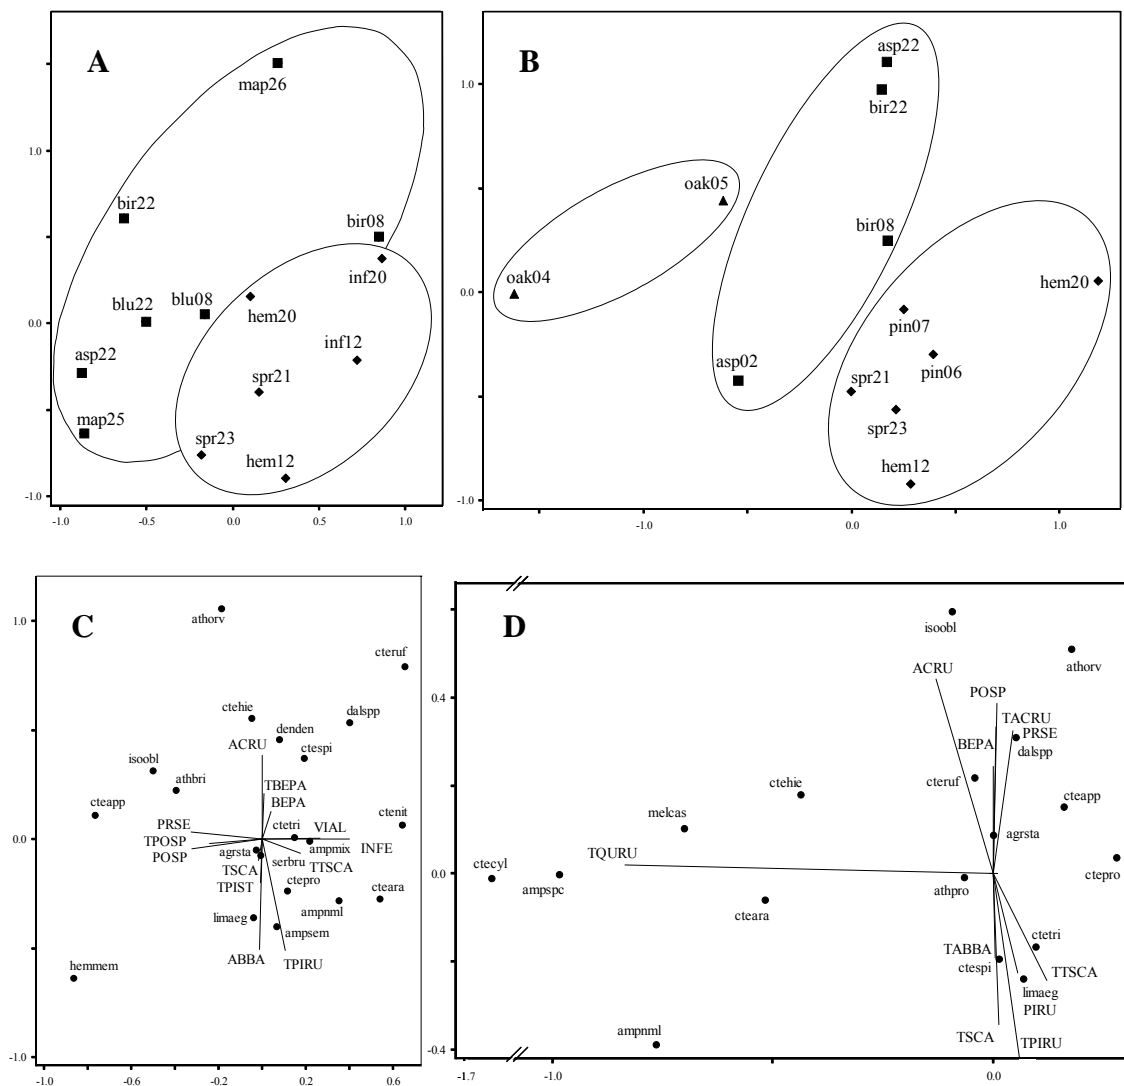 A
map26
1.0
bir22
bir08
inf20
blu22
blu08
hem20
0.0
inf12
asp22
spr21
map25
spr23
hem12
-1.0
-1.0
-0.5
0.0
0.5
1.0
B
asp22
1.0
bir22
oak05
bir08
oak04
hem20
0.0
pin07
pin06
asp02
spr21
spr23
hem12
-1.0
-1.0
0.0
1.0
C
athorv
1.0
cteruf
ctehie
dalspp
denden
ACRU
ctespi
isoobl
athbri
TBEPA
BEPA
cteapp
ctenit
PRSE
ctetri
VIAL
0.0
TPOSP
INFE
POSP
agrsta
ampmix
serbru
TTSCA
TSCA
TPIST
ctepro
cteara
ampnml
limaeg
ampsem
ABBA
TPIRU
hemmem
-1.0
-1.0
-0.6
-0.2
0.2
0.6
D
isoobl
athorv
ACRU
POSP
0.4
TACRU
PRSE
BEPA
dalspp
cteruf
ctehie
cteapp
melcas
agrsta
TQURU
ctepro
0.0
ctecyl
ampspc
athpro
cteara
ctetri
TABBA
ctespi
TTSCA
limaeg
PIRU
ampnml
TSCA
TPIRU
-0.4
-1.7
-1.0
0.0